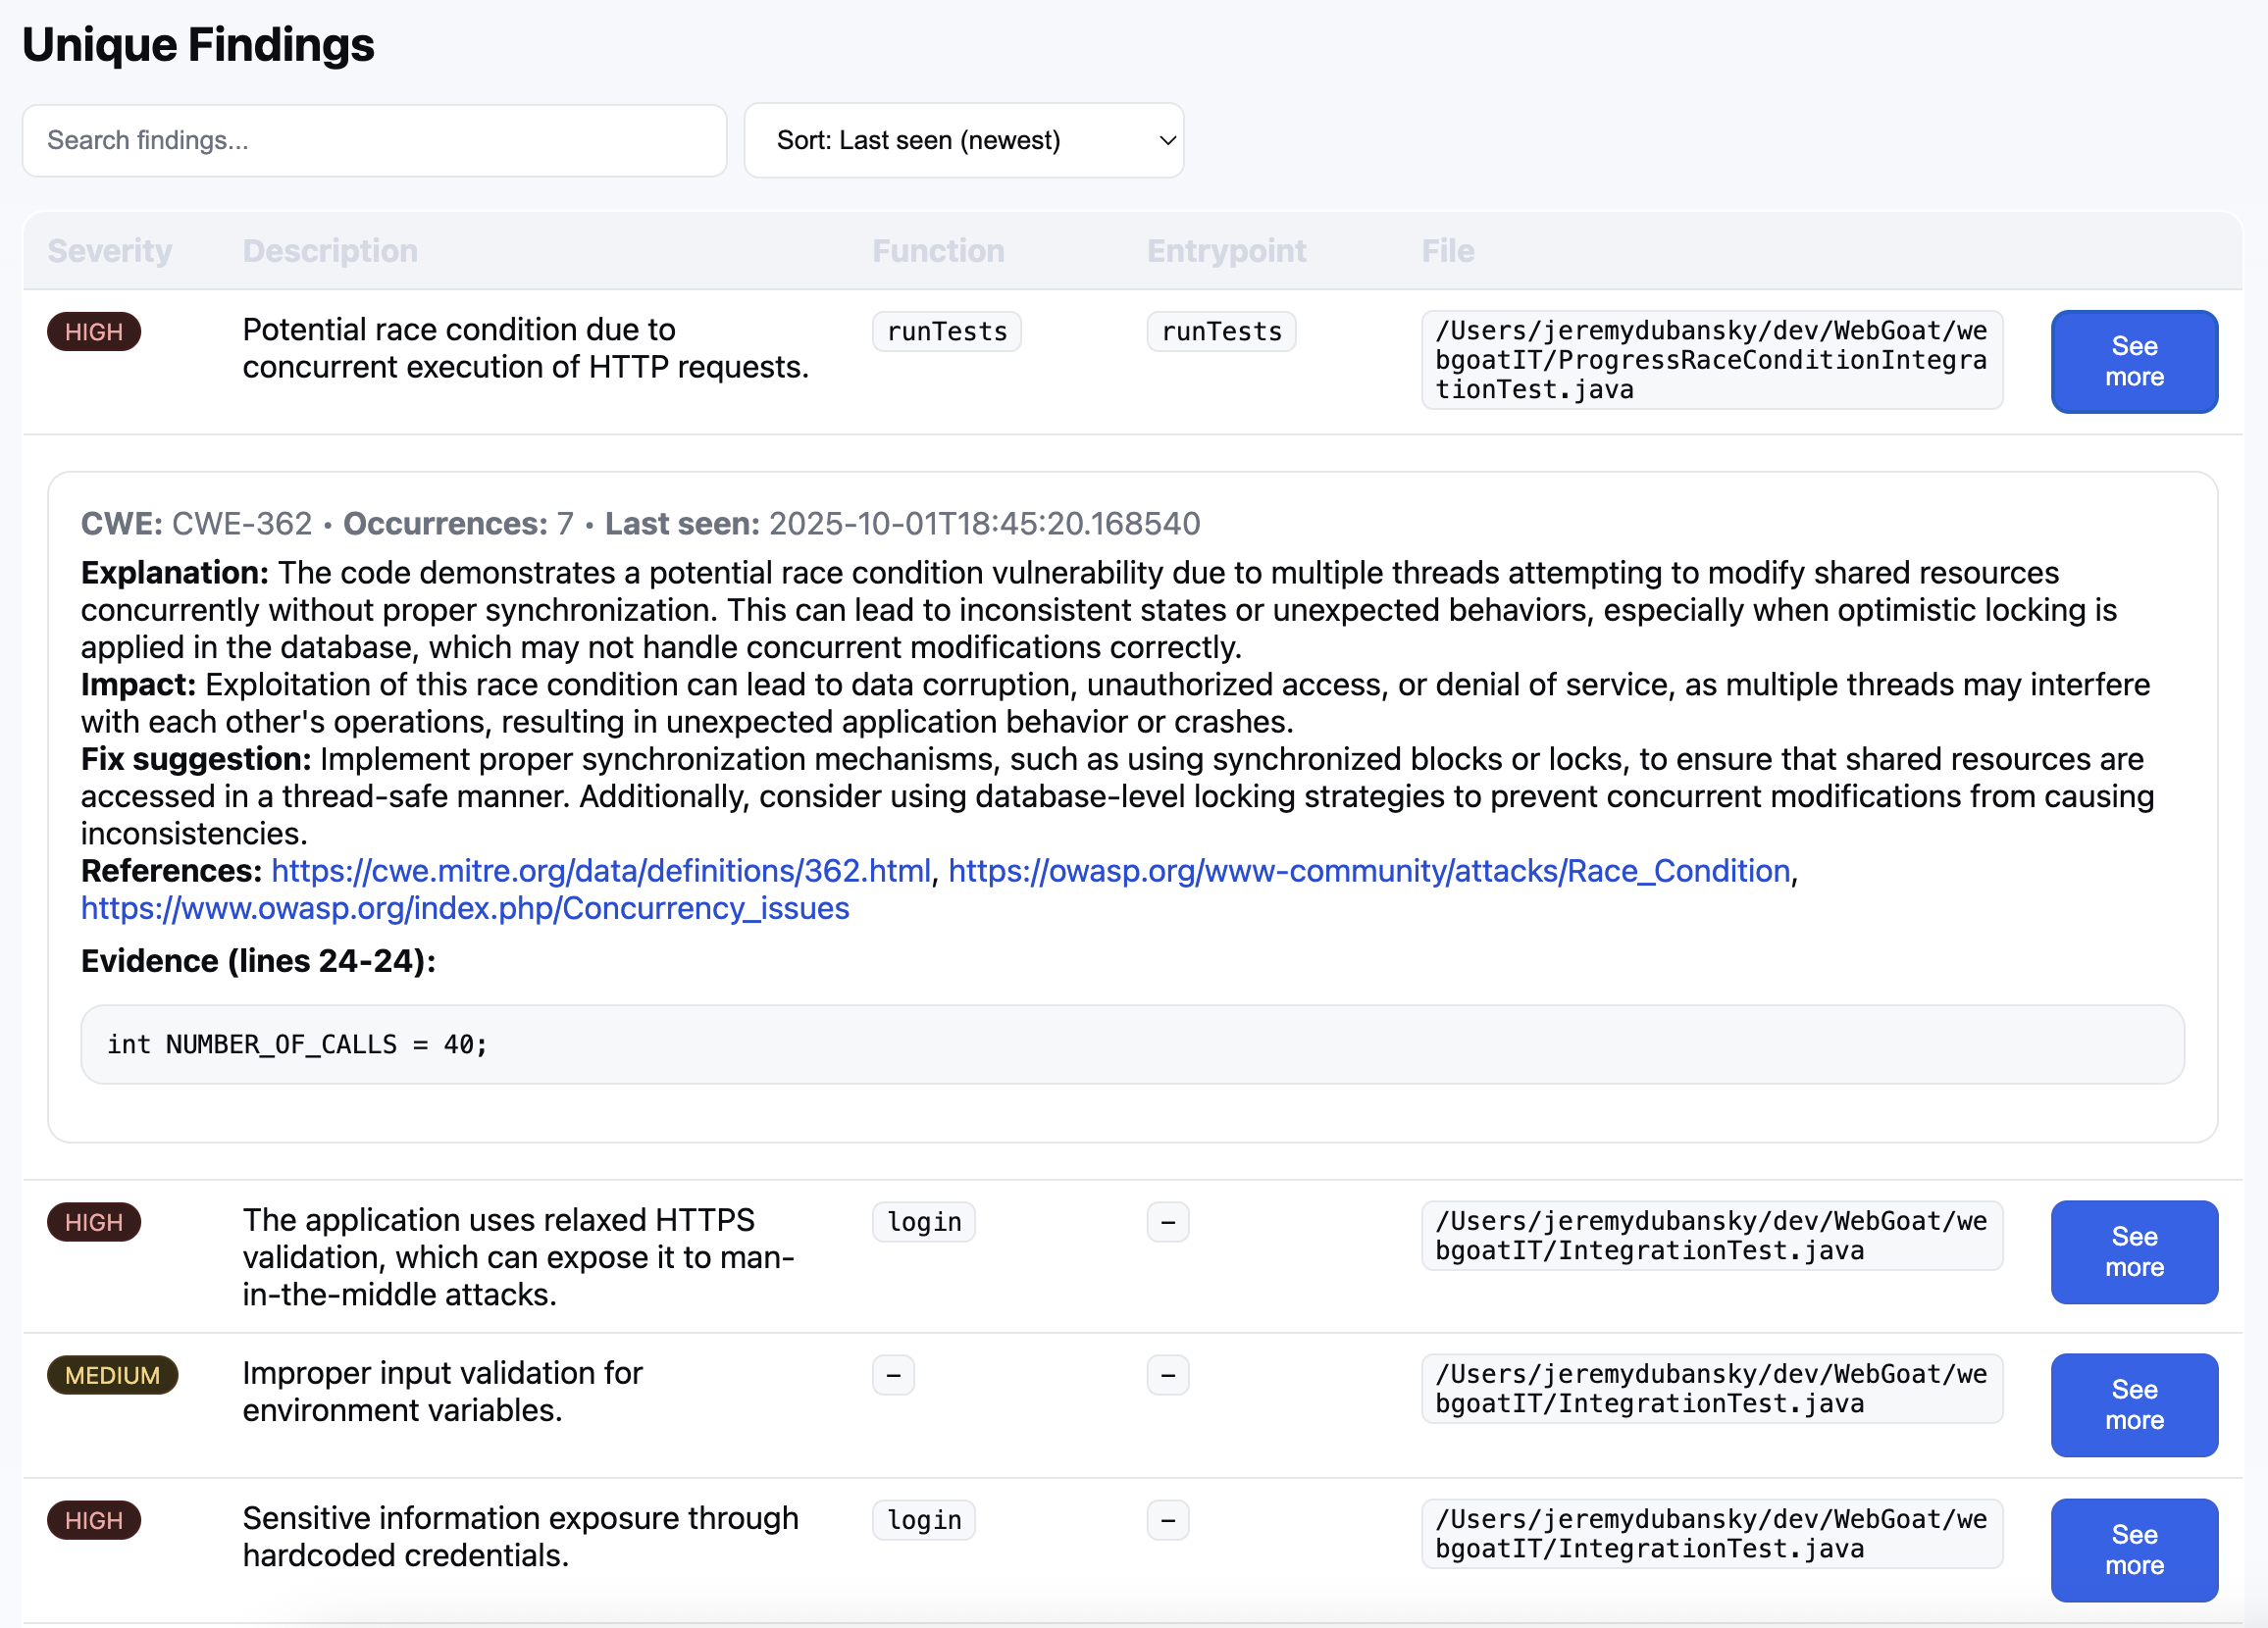 Unique Findings
Search findings...
Sort: Last seen (newest)
Severity Description Function Entrypoint File
HIGH
Potential race condition due to
concurrent execution of HTTP requests.
runTests
runTests
/Users/jeremydubansky/dev/WebGoat/we
bgoatIT/ProgressRaceConditionIntegra
tionTest.java
See
more
CWE: CWE-362 • Occurrences: 7 • Last seen: 2025-10-01T18:45:20.168540
Explanation: The code demonstrates a potential race condition vulnerability due to multiple threads attempting to modify shared resources
concurrently without proper synchronization. This can lead to inconsistent states or unexpected behaviors, especially when optimistic locking is
applied in the database, which may not handle concurrent modifications correctly.
Impact: Exploitation of this race condition can lead to data corruption, unauthorized access, or denial of service, as multiple threads may interfere
with each other's operations, resulting in unexpected application behavior or crashes.
Fix suggestion: Implement proper synchronization mechanisms, such as using synchronized blocks or locks, to ensure that shared resources are
accessed in a thread-safe manner. Additionally, consider using database-level locking strategies to prevent concurrent modifications from causing
inconsistencies.
References: https://cwe.mitre.org/data/definitions/362.html, https://owasp.org/www-community/attacks/Race_Condition,
https://www.owasp.org/index.php/Concurrency_issues
Evidence (lines 24-24):
int NUMBER_OF_CALLS = 40;
HIGH
The application uses relaxed HTTPS
validation, which can expose it to man-
in-the-middle attacks.
login
–
/Users/jeremydubansky/dev/WebGoat/we
bgoatIT/IntegrationTest.java
See
more
MEDIUM
Improper input validation for
environment variables.
–
–
/Users/jeremydubansky/dev/WebGoat/we
bgoatIT/IntegrationTest.java
See
more
HIGH
Sensitive information exposure through
hardcoded credentials.
login
–
/Users/jeremydubansky/dev/WebGoat/we
bgoatIT/IntegrationTest.java
See
more